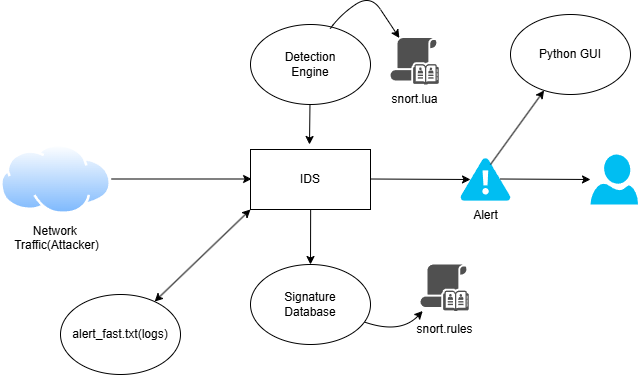 Detection
Engine
Python GUI
snort.lua
IDS
Alert
Network
Traffic(Attacker)
Signature
Database
alert_fast.txt(logs)
snort.rules